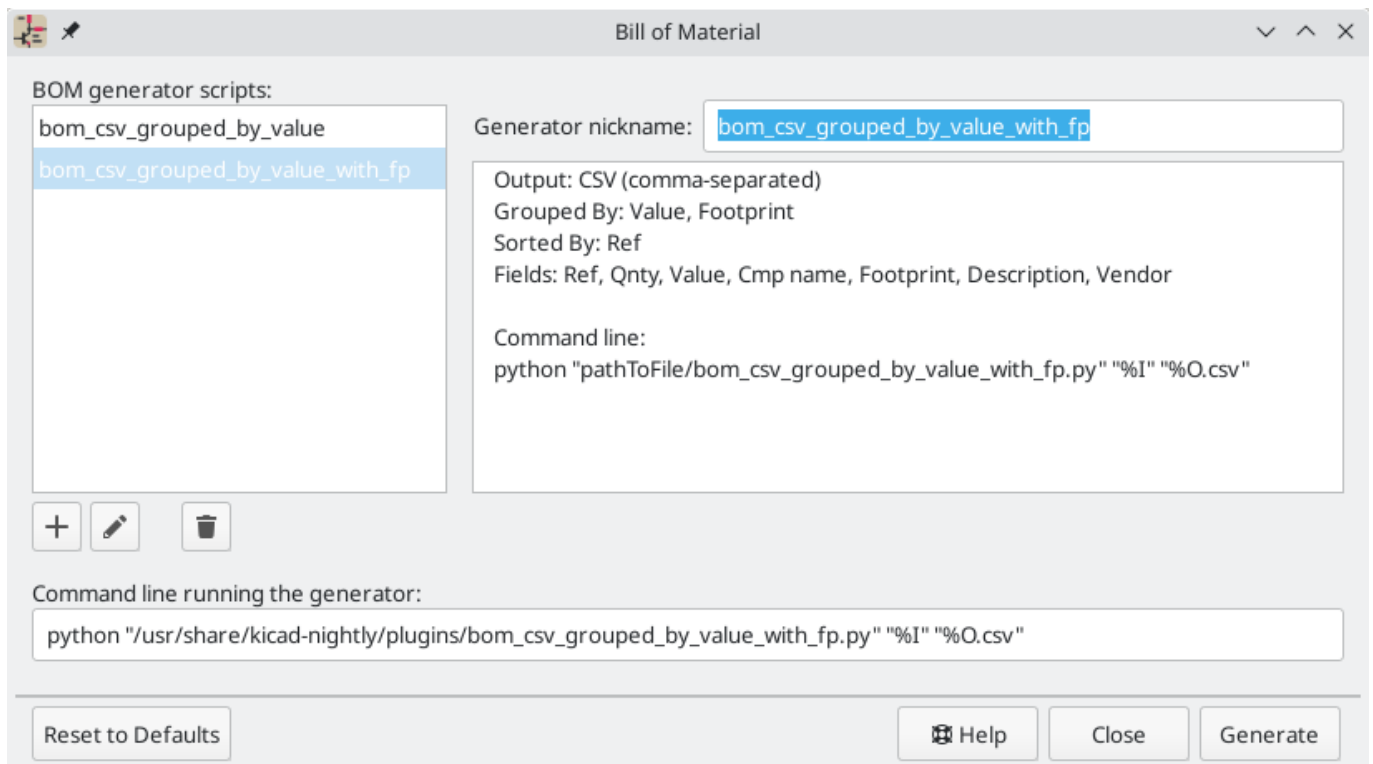 Bill of Material
BOM generator scripts:
bom_csv_grouped_by_value
bom_csv_grouped_by_value_with_fp
Generator nickname: bom_csv_grouped_by_value_with_fp
Output: CSV (comma-separated)
Grouped By: Value, Footprint
Sorted By: Ref
Fields: Ref, Qnty, Value, Cmp name, Footprint, Description, Vendor
Command line:
python "pathToFile/bom_csv_grouped_by_value_with_fp.py" "%I" "%O.csv"
Command line running the generator:
python "/usr/share/kicad-nightly/plugins/bom_csv_grouped_by_value_with_fp.py" "%I" "%O.csv"
Reset to Defaults
Help
Close
Generate